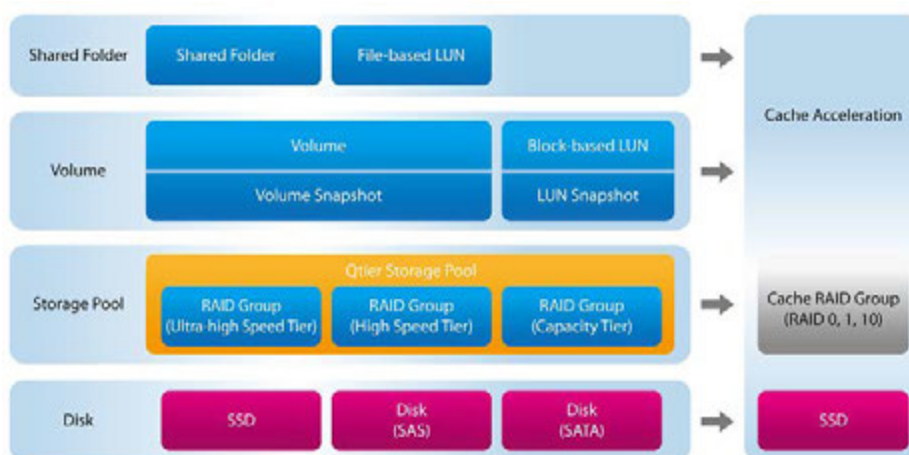 Shared Folder
Shared Folder
File-based LUN
Cache Acceleration
Volume
Volume
Block-based LUN
Volume Snapshot
LUN Snapshot
Storage Pool
Qtier Storage Pool
RAID Group
(Ultra-high Speed Tier)
RAID Group
(High Speed Tier)
RAID Group
(Capacity Tier)
Cache RAID Group
(RAID 0, 1, 10)
Disk
SSD
Disk
(SAS)
Disk
(SATA)
SSD